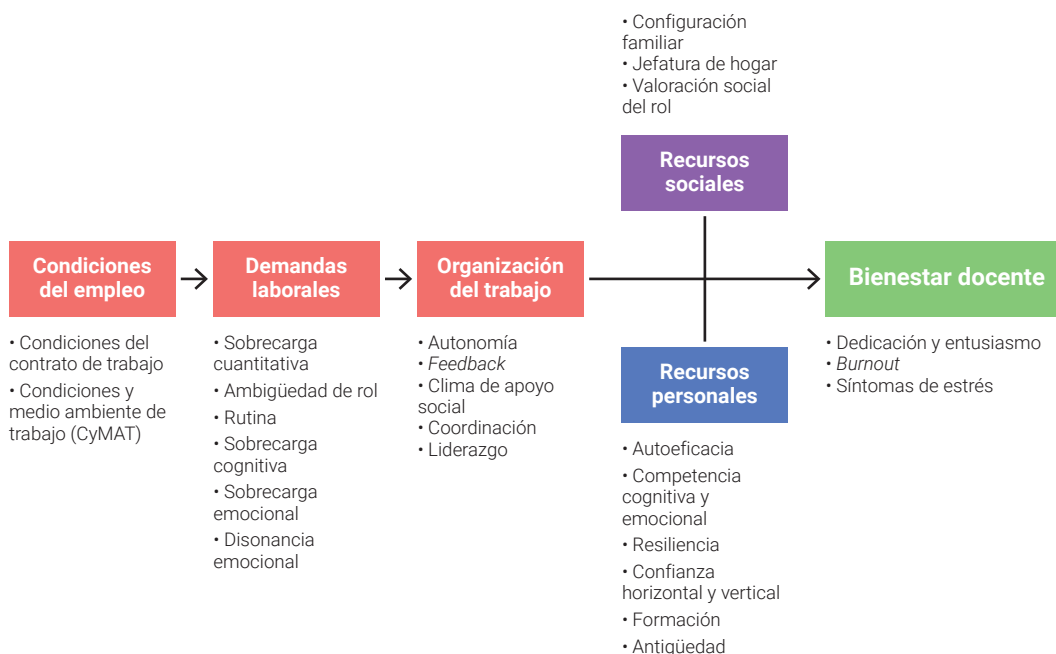 • Configuración
familiar
• Jefatura de hogar
• Valoración social
del rol
Recursos
sociales
Condiciones
del empleo
• Condiciones del
contrato de trabajo
• Condiciones y
medio ambiente de
trabajo (CyMAT)
Demandas
laborales
• Sobrecarga
cuantitativa
• Ambigüedad de rol
• Rutina
• Sobrecarga
cognitiva
• Sobrecarga
emocional
• Disonancia
emocional
Organización
del trabajo
• Autonomía
• Feedback
• Clima de apoyo
social
• Coordinación
• Liderazgo
Recursos
personales
• Autoeficacia
• Competencia
cognitiva y
emocional
• Resiliencia
• Confianza
horizontal y vertical
• Formación
• Antigüedad
Bienestar docente
• Dedicación y entusiasmo
• Burnout
• Síntomas de estrés